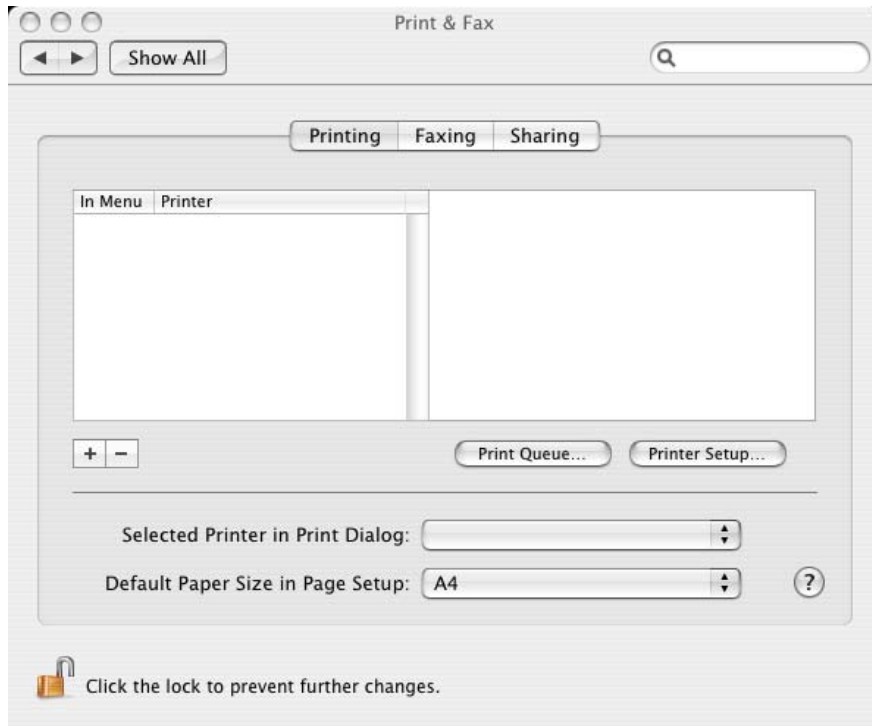 Print & Fax
Show All
Printing Faxing Sharing
In Menu Printer
+ −
Print Queue... Printer Setup...
Selected Printer in Print Dialog:
Default Paper Size in Page Setup: A4 ?
Click the lock to prevent further changes.